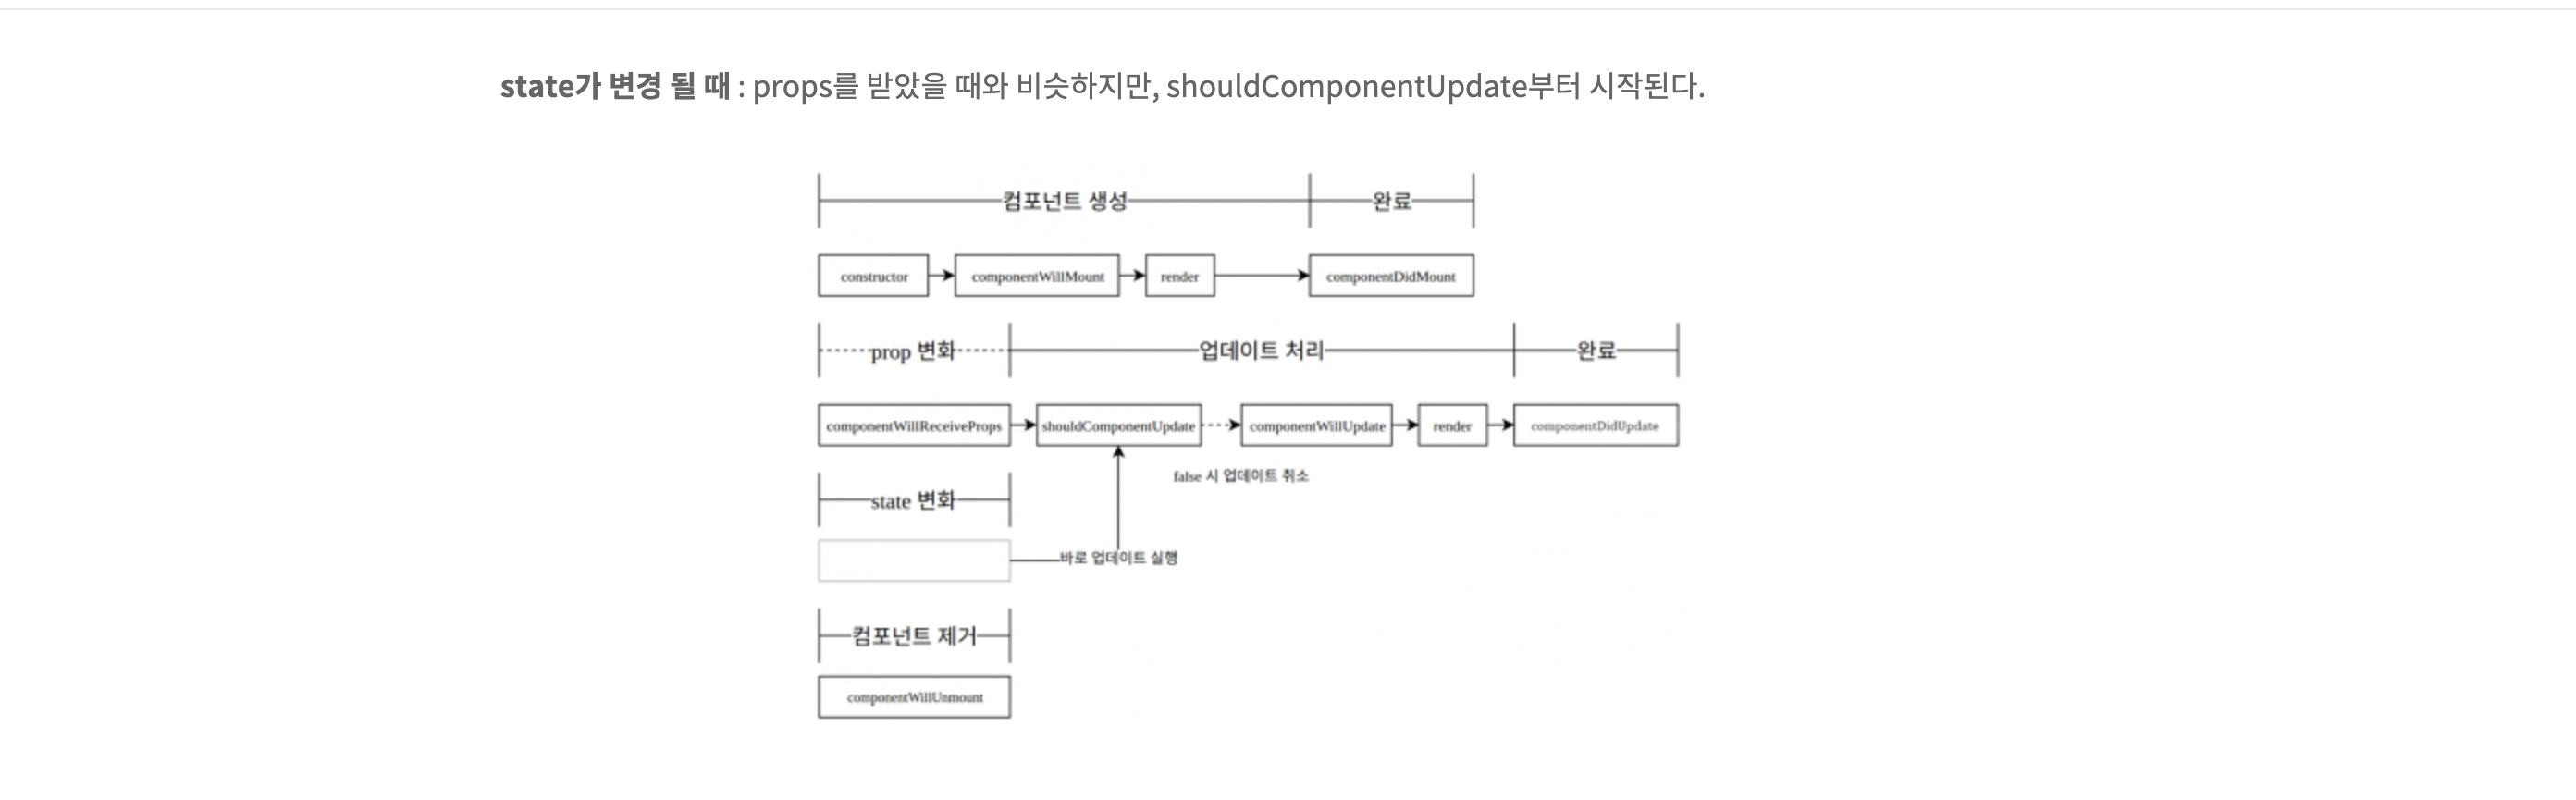 state가 변경 될 때 : props를 받았을 때와 비슷하지만, shouldComponentUpdate부터 시작된다.
컴포넌트 생성 완료
constructor componentWillMount render componentDidMount
prop 변화 업데이트 처리 완료
componentWillReceiveProps shouldComponentUpdate componentWillUpdate render componentDidUpdate
false 시 업데이트 취소
state 변화
바로 업데이트 실행
컴포넌트 제거
componentWillUnmount